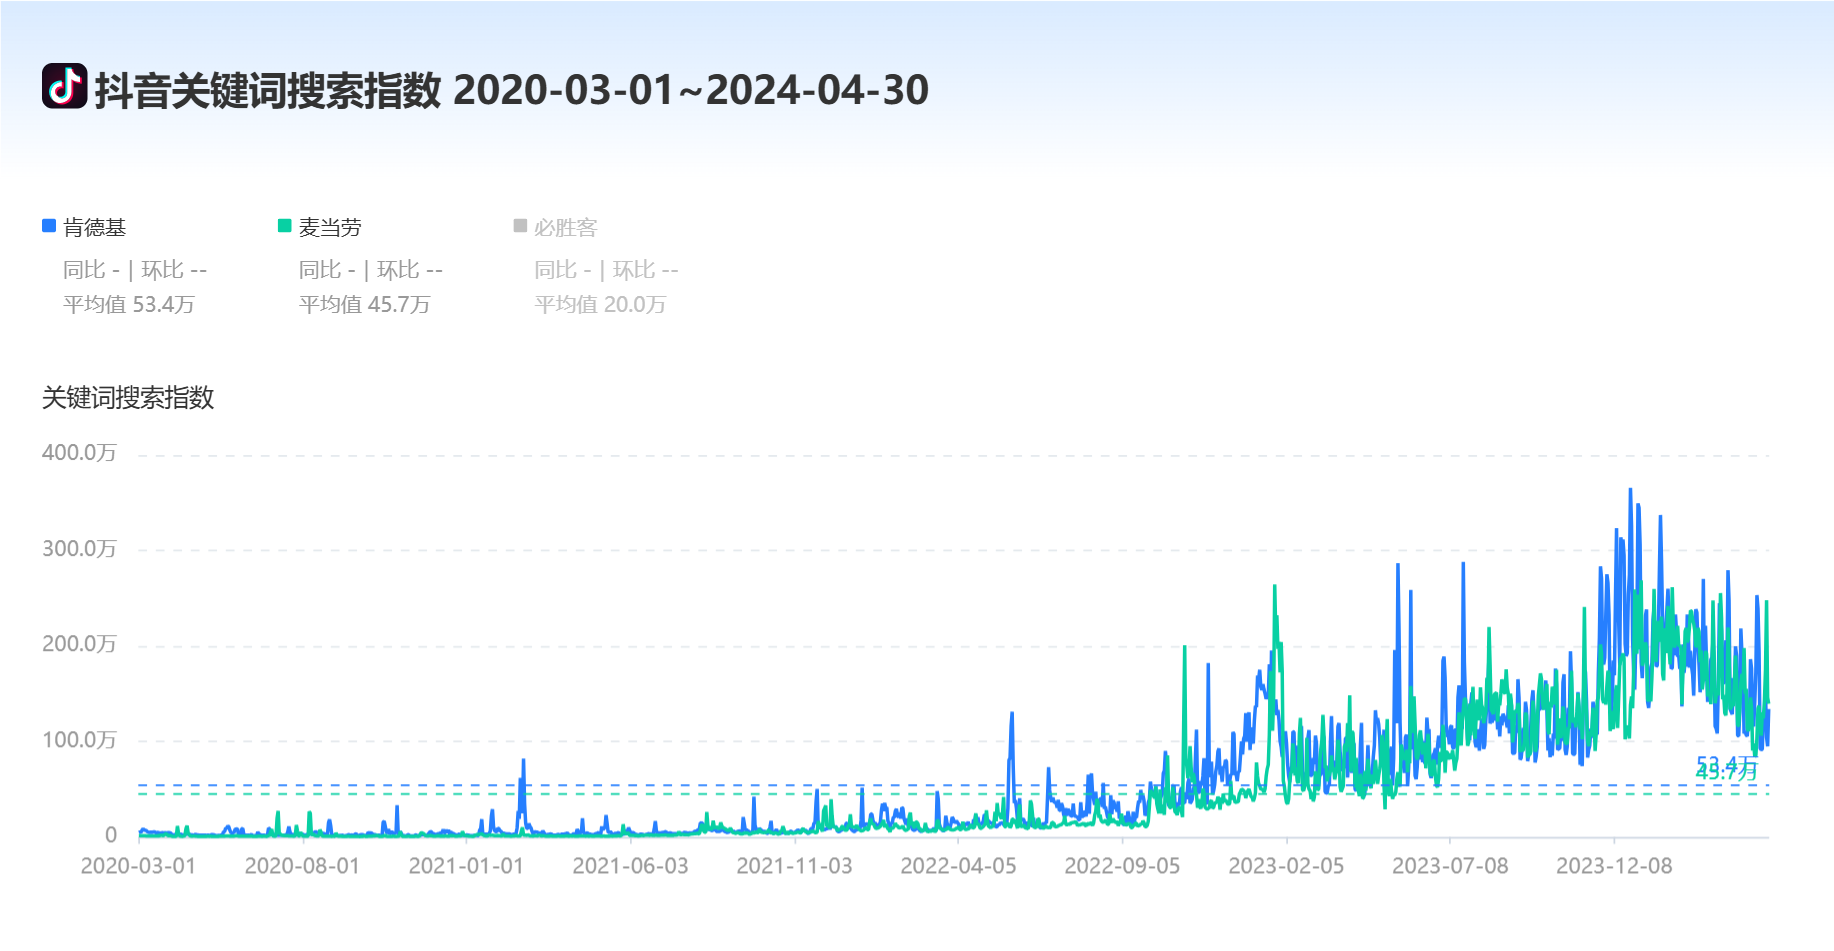 抖音关键词搜索指数 2020-03-01~2024-04-30
肯德基 麦当劳 必胜客
同比 - | 环比 -- 同比 - | 环比 -- 同比 - | 环比 --
平均值 53.4万 平均值 45.7万 平均值 20.0万
关键词搜索指数
400.0万
300.0万
200.0万
100.0万
53.4万
45.7万
0
2020-03-01 2020-08-01 2021-01-01 2021-06-03 2021-11-03 2022-04-05 2022-09-05 2023-02-05 2023-07-08 2023-12-08